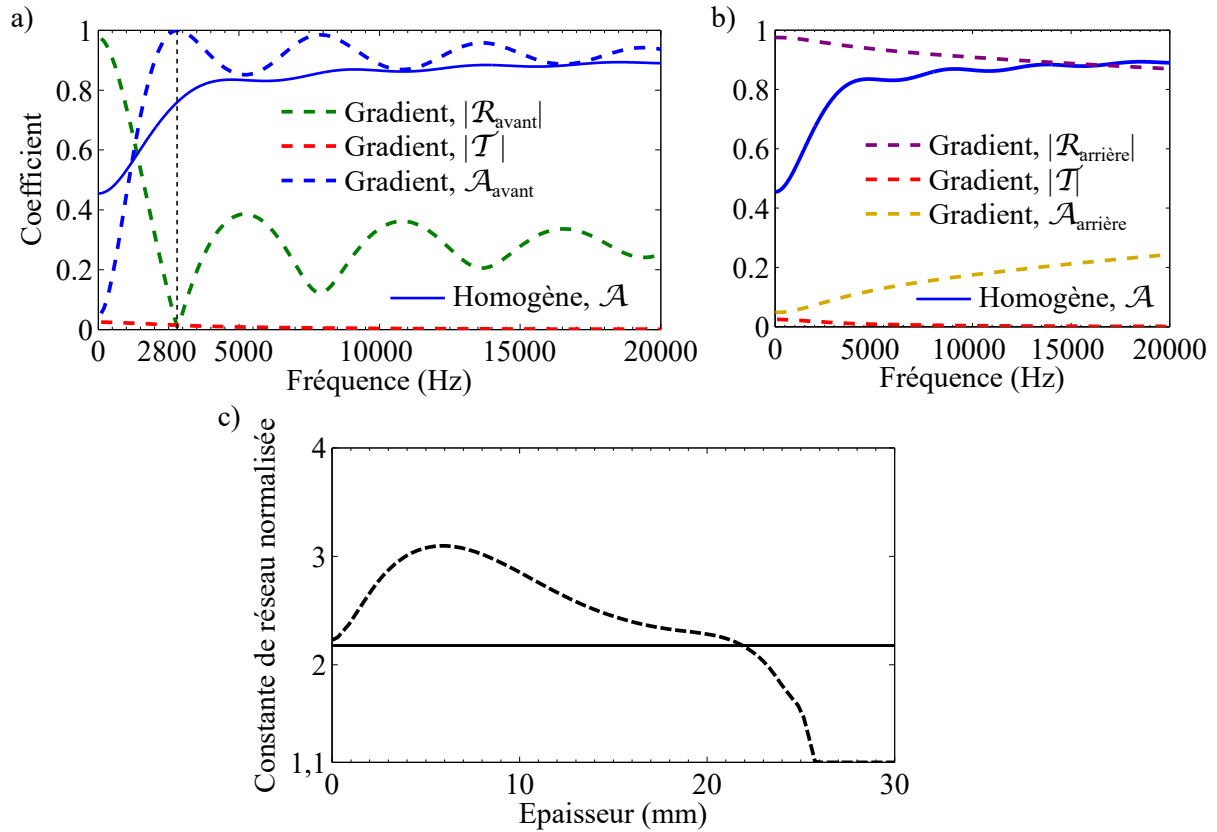 a)
Coefficient
1
0.8
0.6
0.4
0.2
0
Gradient, |𝓡avant|
Gradient, |𝓣|
Gradient, 𝓐avant
Homogène, 𝓐
0 2800 5000 10000 15000 20000
Fréquence (Hz)
b)
1
0.8
0.6
0.4
0.2
0
Gradient, |𝓡arrière|
Gradient, |𝓣|
Gradient, 𝓐arrière
Homogène, 𝓐
0 5000 10000 15000 20000
Fréquence (Hz)
c)
Constante de réseau normalisée
4
3
2
1,1
0 10 20 30
Epaisseur (mm)